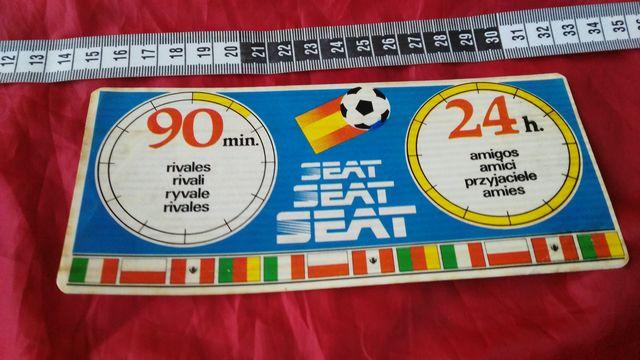 12 13 14 15 16 17 18 19 20 21 22 23 24 25 26 27 28 29 30 31 32 33 34 35
90 min.
rivales
rivali
ryvale
rivales
SEAT
SEAT
SEAT
24 h.
amigos
amici
przyjaciele
amies